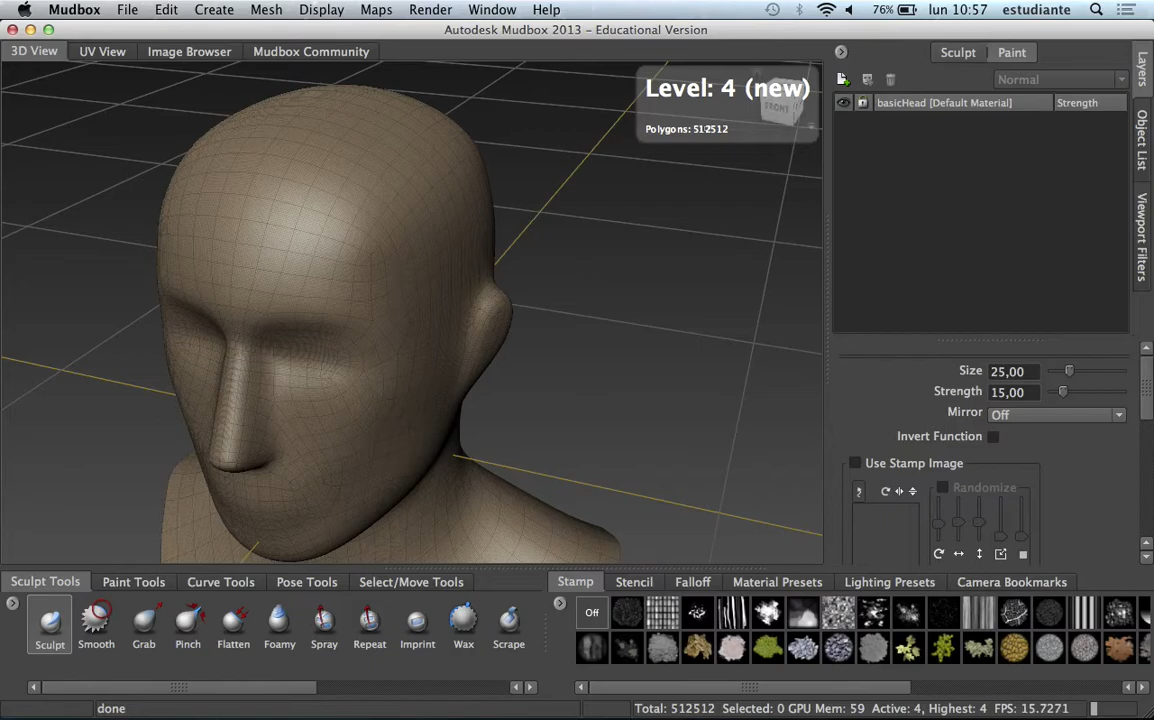 Mudbox File Edit Create Mesh Display Maps Render Window Help 76% lun 10:57 estudiante
Autodesk Mudbox 2013 - Educational Version
3D View UV View Image Browser Mudbox Community
Sculpt Paint
Level: 4 (new)
FRONT
Polygons: 512512
Normal
basicHead [Default Material] Strength
Layers
Object List
Viewport Filters
Size 25,00
Strength 15,00
Mirror Off
Invert Function
Use Stamp Image
Randomize
Sculpt Tools Paint Tools Curve Tools Pose Tools Select/Move Tools
Stamp Stencil Falloff Material Presets Lighting Presets Camera Bookmarks
Off
Sculpt Smooth Grab Pinch Flatten Foamy Spray Repeat Imprint Wax Scrape
done
Total: 512512 Selected: 0 GPU Mem: 59 Active: 4, Highest: 4 FPS: 15.7271